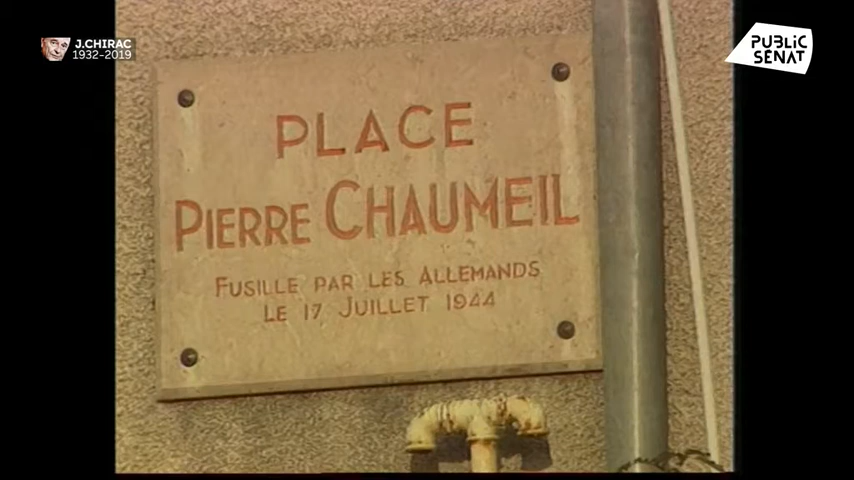 J.CHIRAC
1932-2019
PUBLIC
SENAT
PLACE
PIERRE CHAUMEIL
FUSILLE PAR LES ALLEMANDS
LE 17 JUILLET 1944